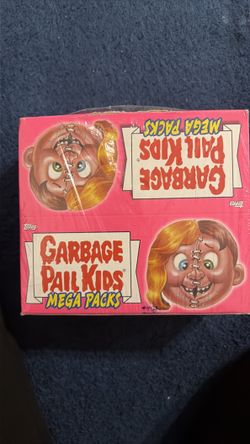 MEGA PACKS
GARBAGE
PAIL KIDS
Topps
Topps
GARBAGE
PAIL KIDS®
MEGA PACKS